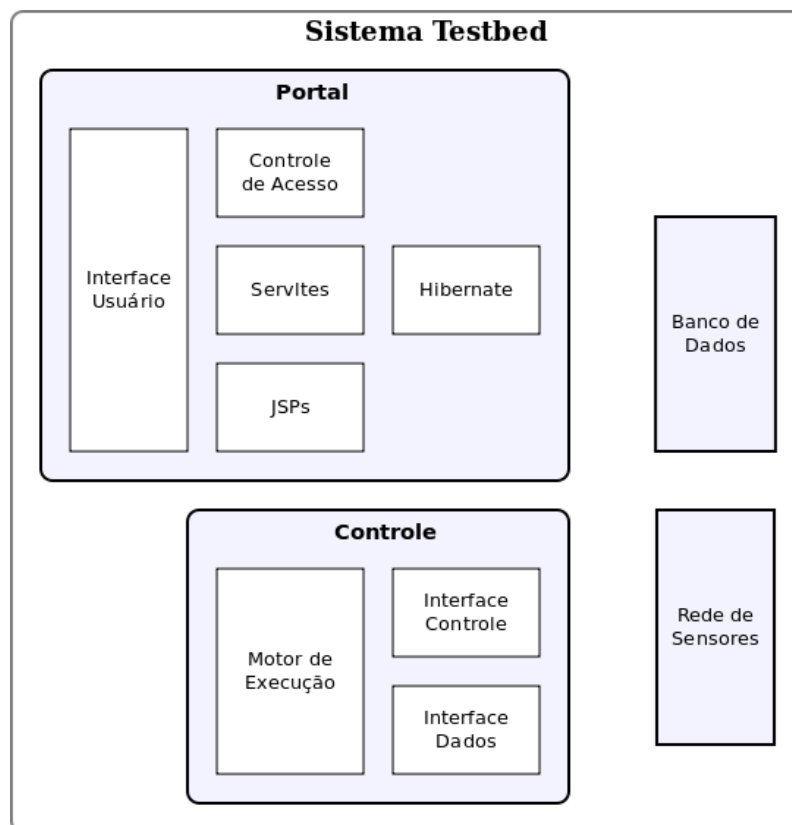 Sistema Testbed
Portal
Interface
Usuário
Controle
de Acesso
Servltes
Hibernate
JSPs
Banco de
Dados
Controle
Motor de
Execução
Interface
Controle
Interface
Dados
Rede de
Sensores